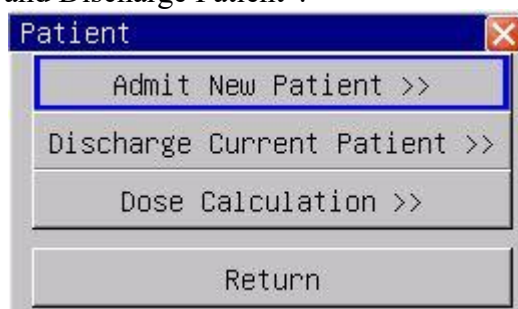 and Discharge Patient".
Patient
Admit New Patient >>
Discharge Current Patient >>
Dose Calculation >>
Return